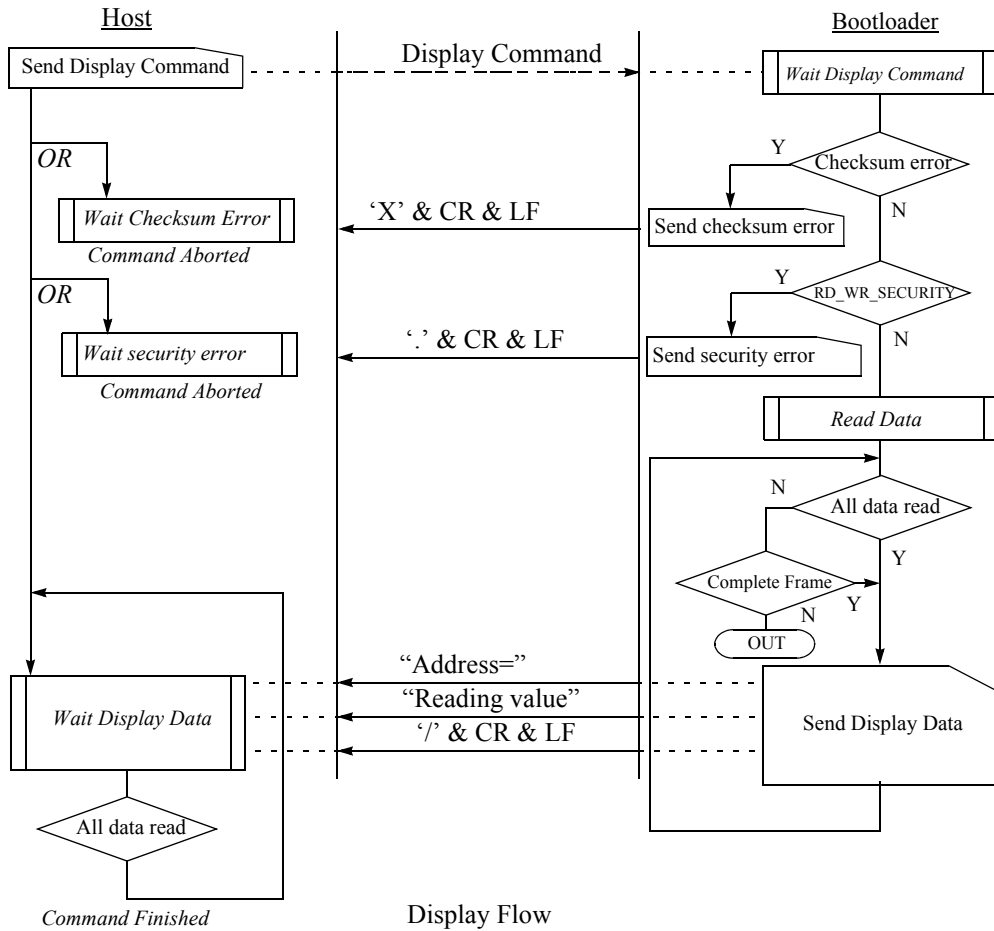 Host
Bootloader
Send Display Command
Display Command
Wait Display Command
OR
Y
Checksum error
N
Wait Checksum Error
Command Aborted
‘X’ & CR & LF
Send checksum error
OR
Y
RD_WR_SECURITY
N
Wait security error
Command Aborted
‘.’ & CR & LF
Send security error
Read Data
N
All data read
Y
Complete Frame
Y
N
OUT
“Address=”
“Reading value”
‘/’ & CR & LF
Wait Display Data
Send Display Data
All data read
Command Finished
Display Flow